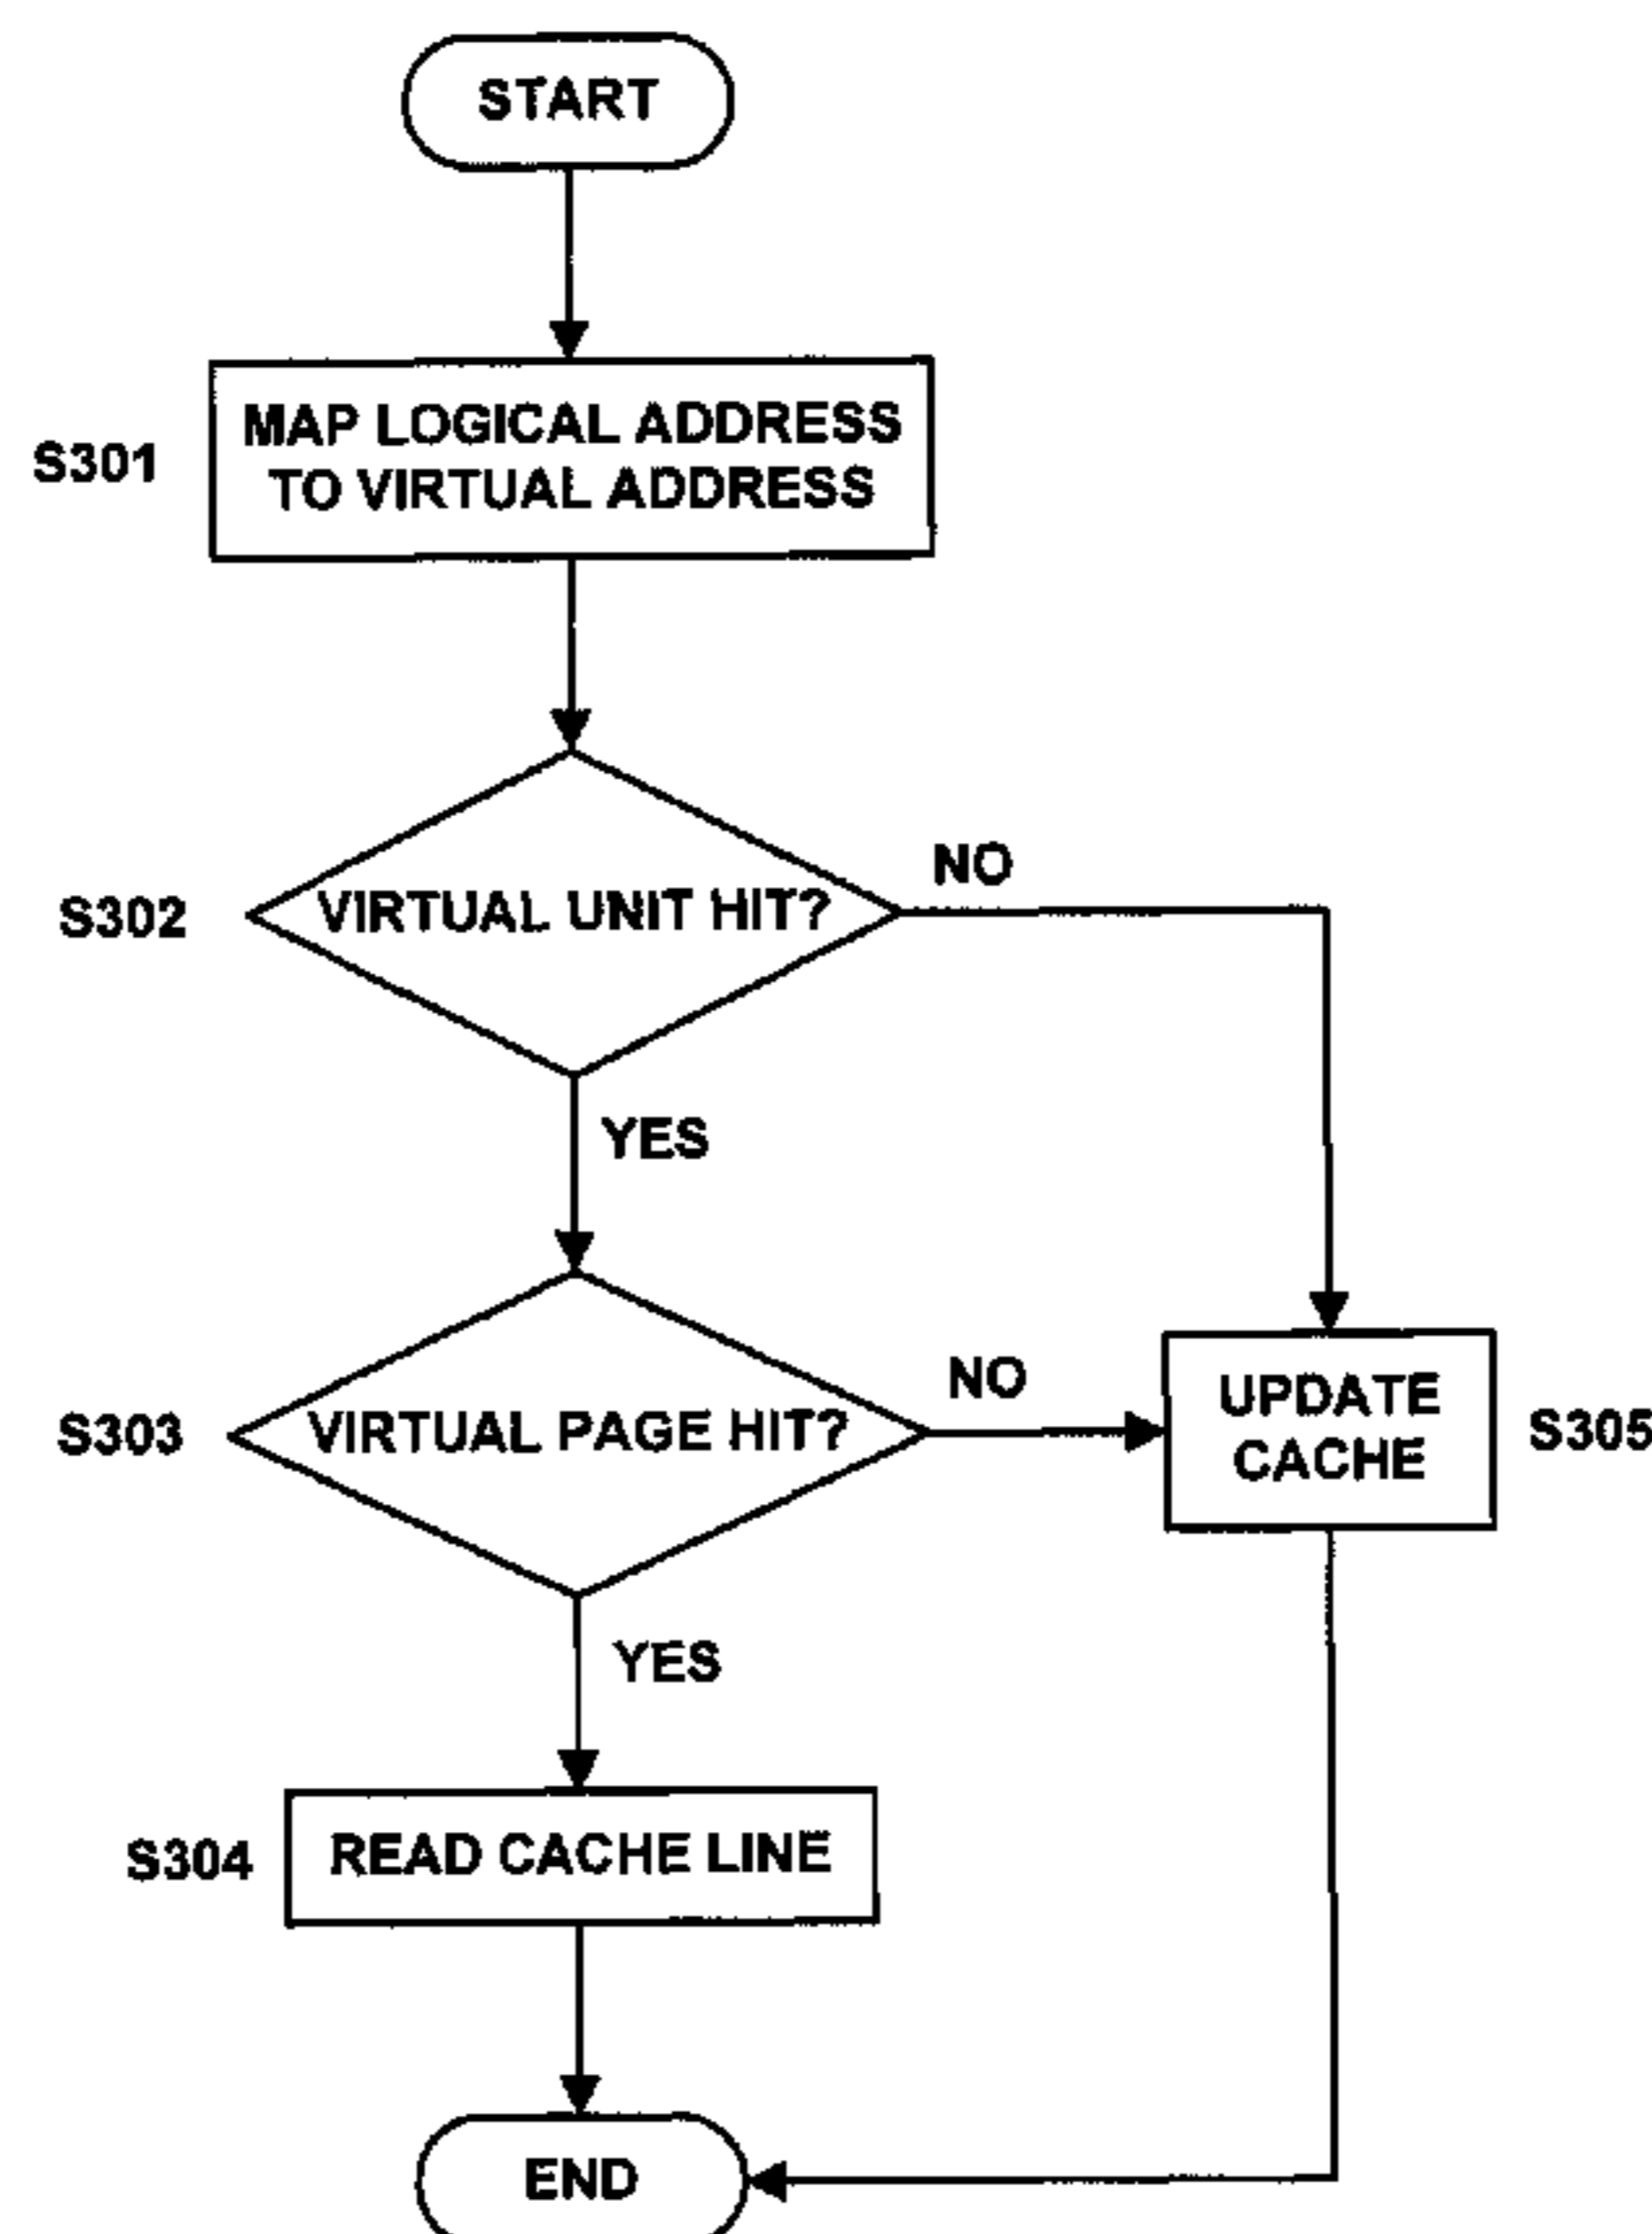 START
S301
MAP LOGICAL ADDRESS
TO VIRTUAL ADDRESS
S302
VIRTUAL UNIT HIT?
NO
YES
S303
VIRTUAL PAGE HIT?
NO
UPDATE
CACHE
S305
YES
S304
READ CACHE LINE
END